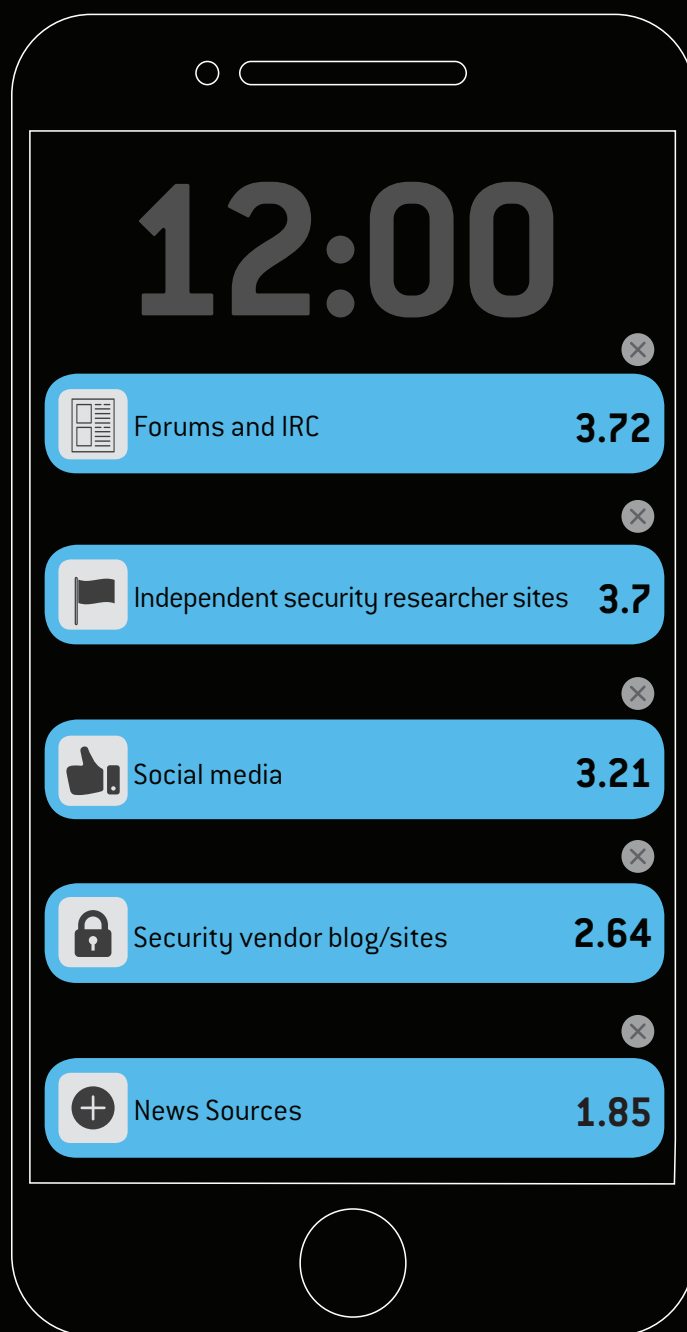 12:00
Forums and IRC 3.72
Independent security researcher sites 3.7
Social media 3.21
Security vendor blog/sites 2.64
News Sources 1.85